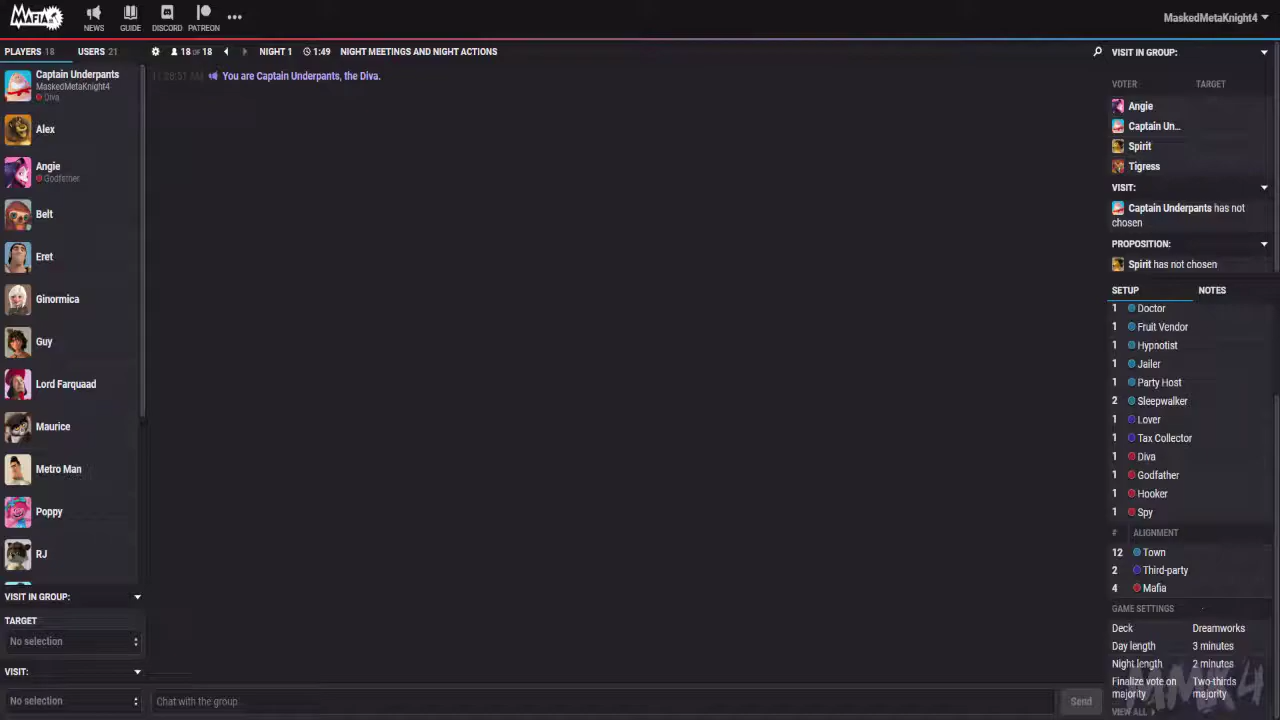 MAFIA
NEWS
GUIDE
DISCORD
PATREON
MaskedMetaKnight4
PLAYERS 18
USERS 21
18 OF 18
NIGHT 1
1:49
NIGHT MEETINGS AND NIGHT ACTIONS
Captain Underpants
MaskedMetaKnight4
Diva
Alex
Angie
Godfather
Belt
Eret
Ginormica
Guy
Lord Farquaad
Maurice
Metro Man
Poppy
RJ
VISIT IN GROUP:
TARGET
No selection
VISIT:
No selection
You are Captain Underpants, the Diva.
Chat with the group
Send
VISIT IN GROUP:
VOTER TARGET
Angie
Captain Un...
Spirit
Tigress
VISIT:
Captain Underpants has not
chosen
PROPOSITION:
Spirit has not chosen
SETUP NOTES
1 Doctor
1 Fruit Vendor
1 Hypnotist
1 Jailer
1 Party Host
2 Sleepwalker
1 Lover
1 Tax Collector
1 Diva
1 Godfather
1 Hooker
1 Spy
# ALIGNMENT
12 Town
2 Third-party
4 Mafia
GAME SETTINGS
Deck Dreamworks
Day length 3 minutes
Night length 2 minutes
Finalize vote on Two-thirds
majority majority
VIEW ALL
MMK4